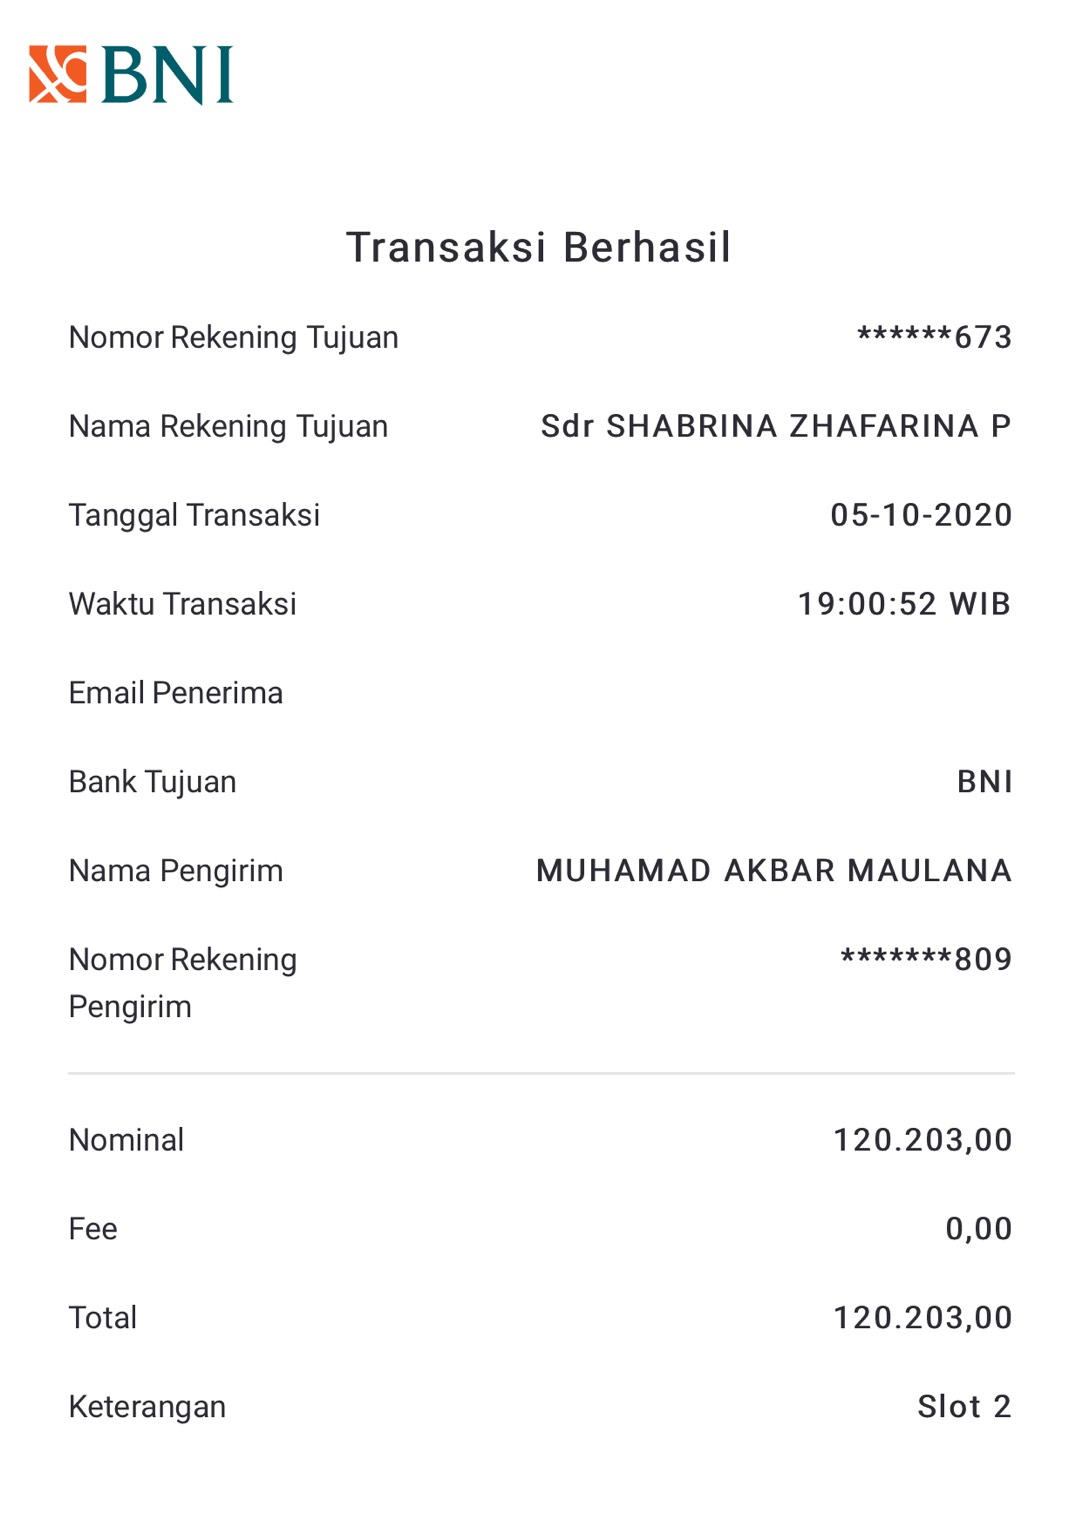 BNI
Transaksi Berhasil
Nomor Rekening Tujuan ******673
Nama Rekening Tujuan Sdr SHABRINA ZHAFARINA P
Tanggal Transaksi 05-10-2020
Waktu Transaksi 19:00:52 WIB
Email Penerima
Bank Tujuan BNI
Nama Pengirim MUHAMAD AKBAR MAULANA
Nomor Rekening *******809
Pengirim
Nominal 120.203,00
Fee 0,00
Total 120.203,00
Keterangan Slot 2